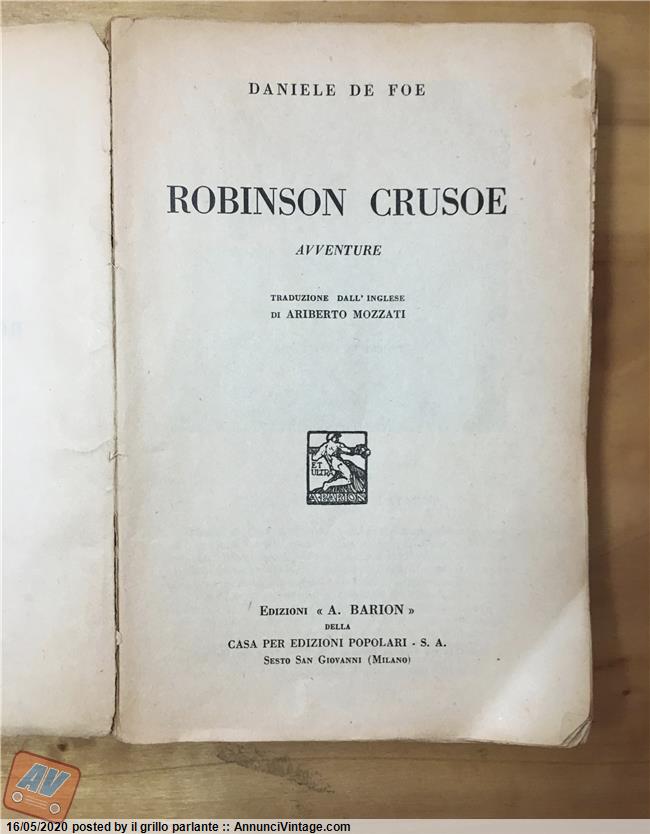 DANIELE DE FOE
ROBINSON CRUSOE
AVVENTURE
TRADUZIONE DALL' INGLESE
DI ARIBERTO MOZZATI
ET
ULTRA
A. BARION
EDIZIONI « A. BARION »
DELLA
CASA PER EDIZIONI POPOLARI - S. A.
SESTO SAN GIOVANNI (MILANO)
AV
16/05/2020 posted by il grillo parlante :: AnnunciVintage.com